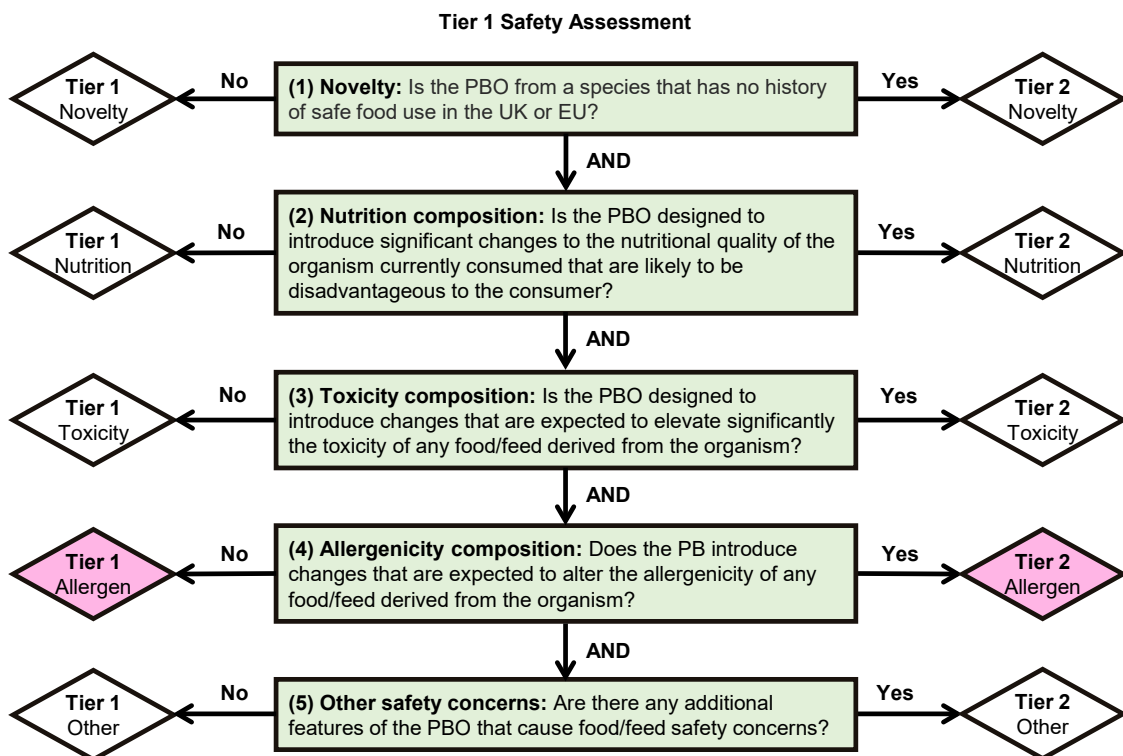 Tier 1 Safety Assessment
Tier 1
Novelty
No
(1) Novelty: Is the PBO from a species that has no history
of safe food use in the UK or EU?
Yes
Tier 2
Novelty
AND
Tier 1
Nutrition
No
(2) Nutrition composition: Is the PBO designed to
introduce significant changes to the nutritional quality of the
organism currently consumed that are likely to be
disadvantageous to the consumer?
Yes
Tier 2
Nutrition
AND
Tier 1
Toxicity
No
(3) Toxicity composition: Is the PBO designed to
introduce changes that are expected to elevate significantly
the toxicity of any food/feed derived from the organism?
Yes
Tier 2
Toxicity
AND
Tier 1
Allergen
No
(4) Allergenicity composition: Does the PB introduce
changes that are expected to alter the allergenicity of any
food/feed derived from the organism?
Yes
Tier 2
Allergen
AND
Tier 1
Other
No
(5) Other safety concerns: Are there any additional
features of the PBO that cause food/feed safety concerns?
Yes
Tier 2
Other